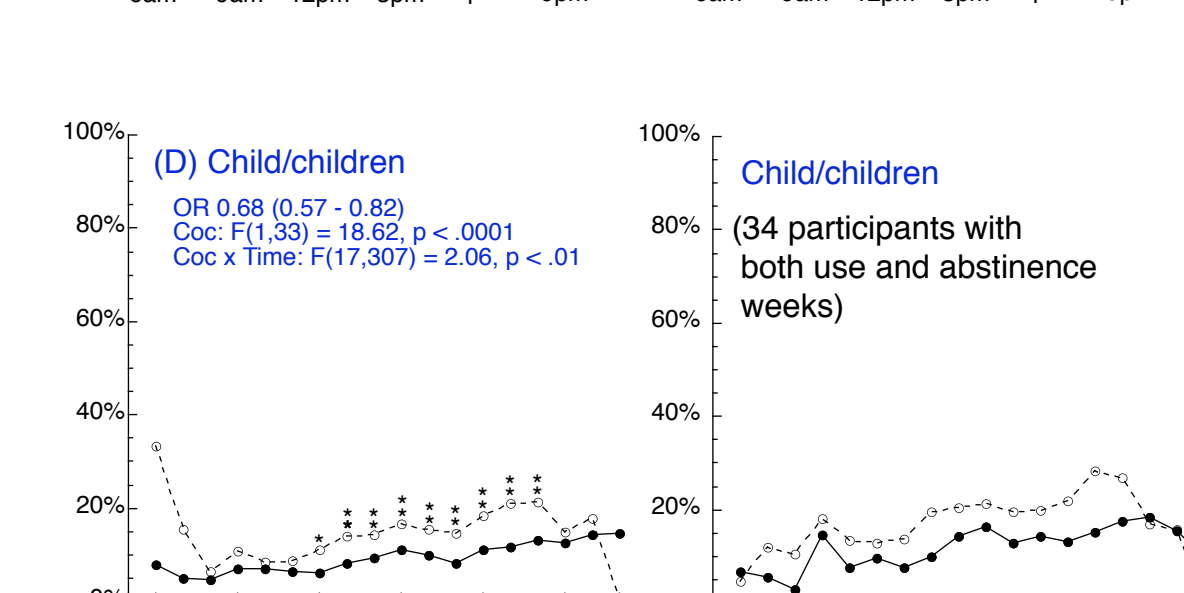 100%
(D) Child/children
OR 0.68 (0.57 - 0.82)
80%
Coc: F(1,33) = 18.62, p < .0001
Coc x Time: F(17,307) = 2.06, p < .01
60%
40%
20%
*
* *
* *
* *
* *
* *
* *
* *
* *
100%
Child/children
80%
(34 participants with
both use and abstinence
weeks)
60%
40%
20%